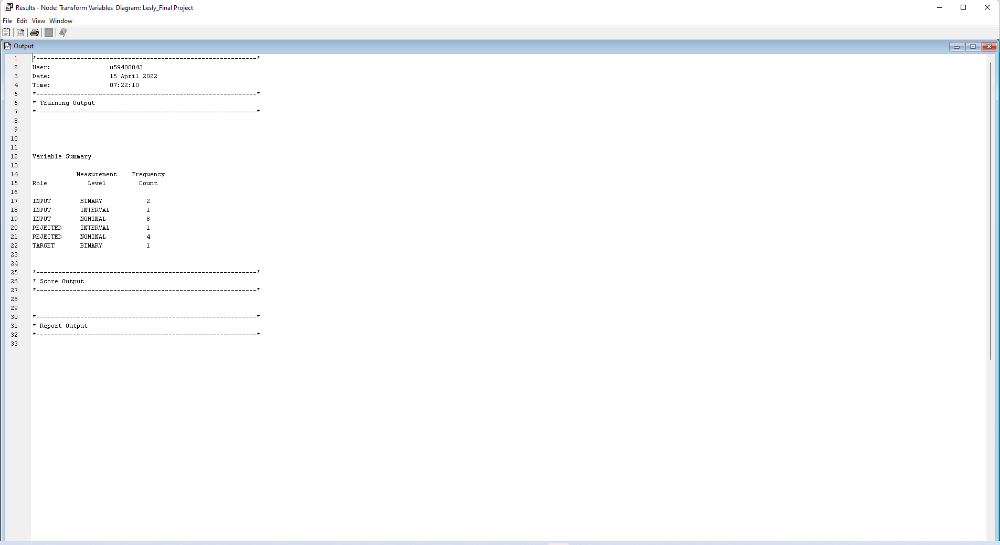 Results - Node: Transform Variables  Diagram: Lesly_Final Project
File  Edit  View  Window
Output
1 *------------------------------------------------------------*
2 User:                u59400043
3 Date:                15 April 2022
4 Time:                07:22:10
5 *------------------------------------------------------------*
6 * Training Output
7 *------------------------------------------------------------*
8
9
10
11
12 Variable Summary
13
14             Measurement    Frequency
15 Role           Level         Count
16
17 INPUT        BINARY            2
18 INPUT        INTERVAL          1
19 INPUT        NOMINAL           8
20 REJECTED     INTERVAL          1
21 REJECTED     NOMINAL           4
22 TARGET       BINARY            1
23
24
25 *------------------------------------------------------------*
26 * Score Output
27 *------------------------------------------------------------*
28
29
30 *------------------------------------------------------------*
31 * Report Output
32 *------------------------------------------------------------*
33